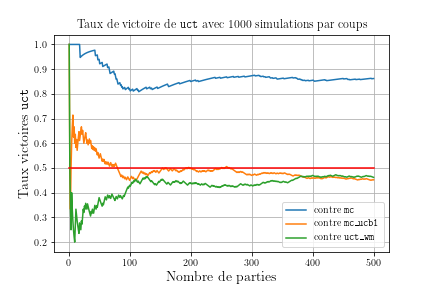 Taux de victoire de uct avec 1000 simulations par coups
Taux victoires uct
1.0
0.9
0.8
0.7
0.6
0.5
0.4
0.3
0.2
0
100
200
300
400
500
Nombre de parties
contre mc
contre mc_ucb1
contre uct_wm